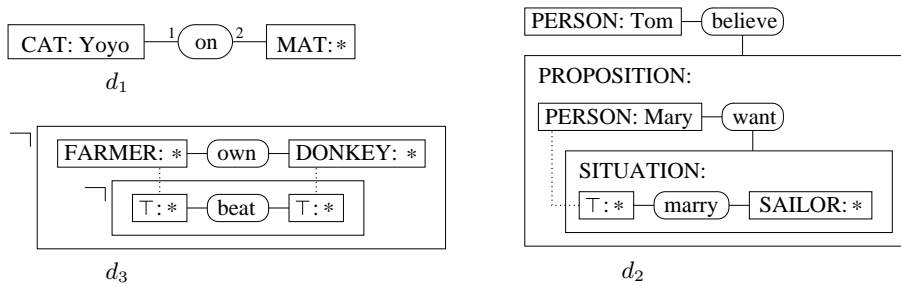 CAT: Yoyo 1 on 2 MAT: *
d1
PERSON: Tom believe
PROPOSITION:
PERSON: Mary want
SITUATION:
⊤: * marry SAILOR: *
d2
¬
FARMER: * own DONKEY: *
¬
⊤: * beat ⊤: *
d3